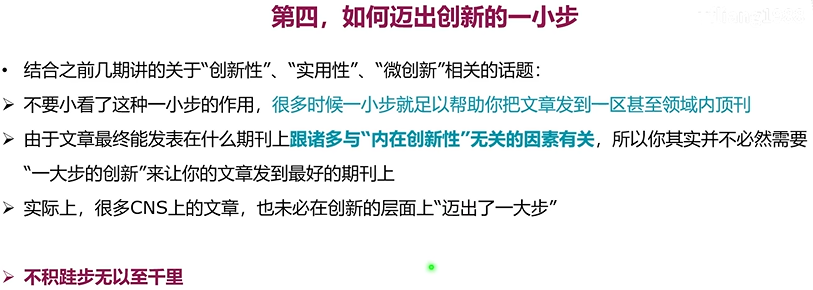 第四，如何迈出创新的一小步
• 结合之前几期讲的关于“创新性”、“实用性”、“微创新”相关的话题：
➢ 不要小看了这种一小步的作用，很多时候一小步就足以帮助你把文章发到一区甚至领域内顶刊
➢ 由于文章最终能发表在什么期刊上跟诸多与“内在创新性”无关的因素有关，所以你其实并不必然需要
“一大步的创新”来让你的文章发到最好的期刊上
➢ 实际上，很多CNS上的文章，也未必在创新的层面上“迈出了一大步”
➢ 不积跬步无以至千里